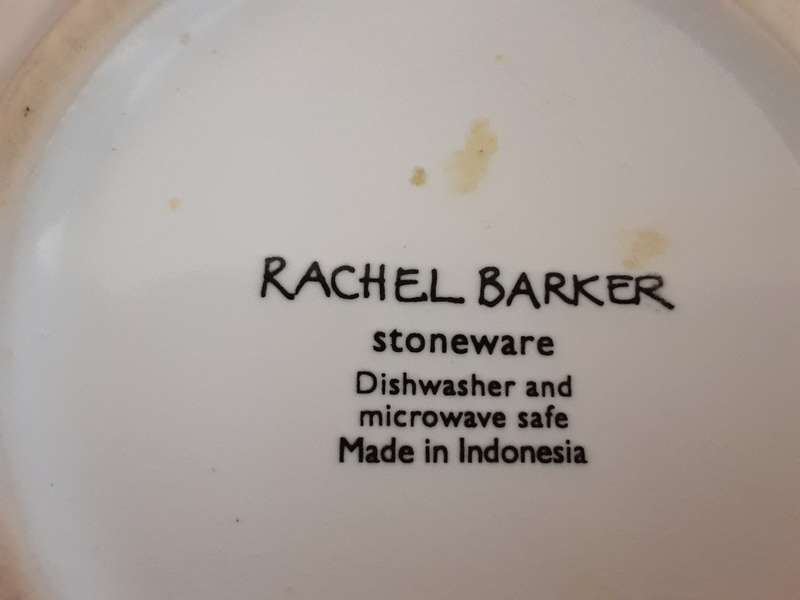 RACHEL BARKER
stoneware
Dishwasher and
microwave safe
Made in Indonesia